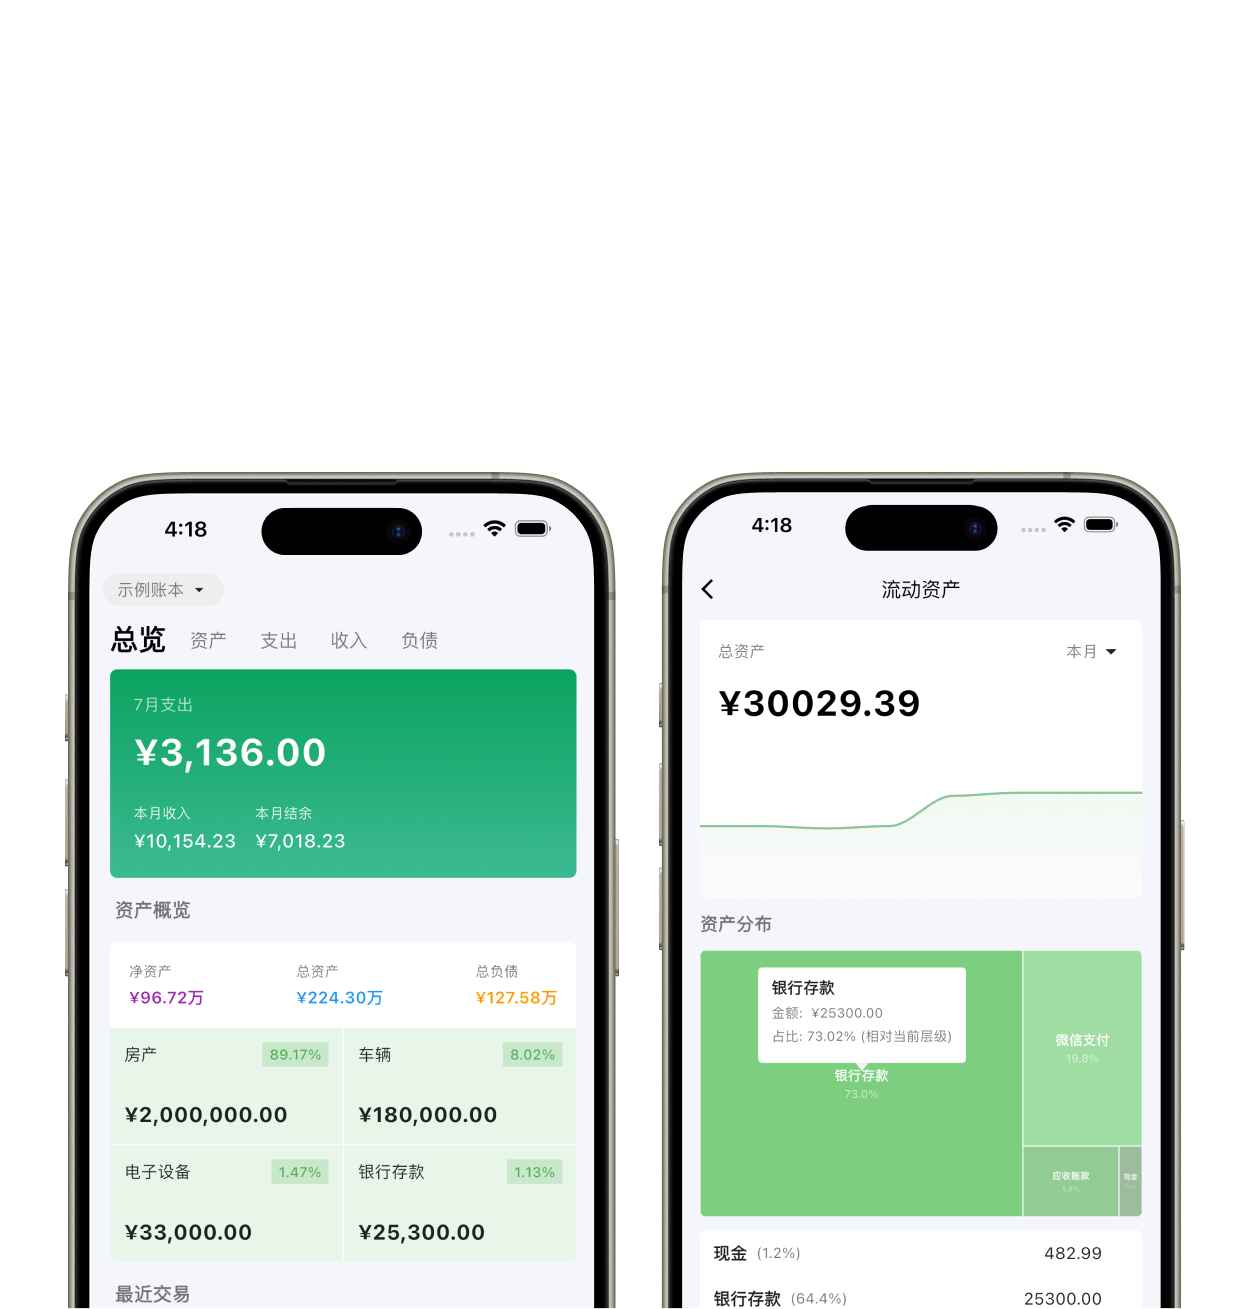 4:18
示例账本
总览 资产 支出 收入 负债
7月支出
¥3,136.00
本月收入 本月结余
¥10,154.23 ¥7,018.23
资产概览
净资产 总资产 总负债
¥96.72万 ¥224.30万 ¥127.58万
房产 89.17% 车辆 8.02%
¥2,000,000.00 ¥180,000.00
电子设备 1.47% 银行存款 1.13%
¥33,000.00 ¥25,300.00
最近交易
4:18
流动资产
总资产 本月
¥30029.39
资产分布
银行存款
金额: ¥25300.00
占比: 73.02% (相对当前层级)
银行存款
73.0%
微信支付
19.8%
应收账款
6.8%
现金
现金 (1.2%) 482.99
银行存款 (64.4%) 25300.00